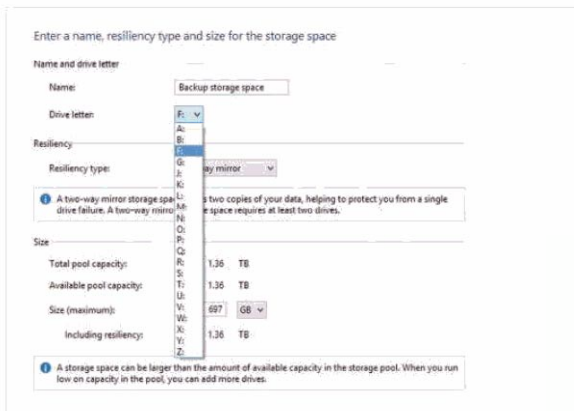 Enter a name, resiliency type and size for the storage space
Name and drive letter
Name: Backup storage space
Drive letter: F:
A:
B:
F:
G:
J:
K:
L:
M:
N:
O:
P:
Q:
R:
S:
T:
U:
V:
W:
X:
Y:
Z:
Resiliency
Resiliency type: ay mirror
A two-way mirror storage spa s two copies of your data, helping to protect you from a single
drive failure. A two-way mirro e space requires at least two drives.
Size
Total pool capacity: 1.36 TB
Available pool capacity: 1.36 TB
Size (maximum): 697 GB
Including resiliency: 1.36 TB
A storage space can be larger than the amount of available capacity in the storage pool. When you run
low on capacity in the pool, you can add more drives.